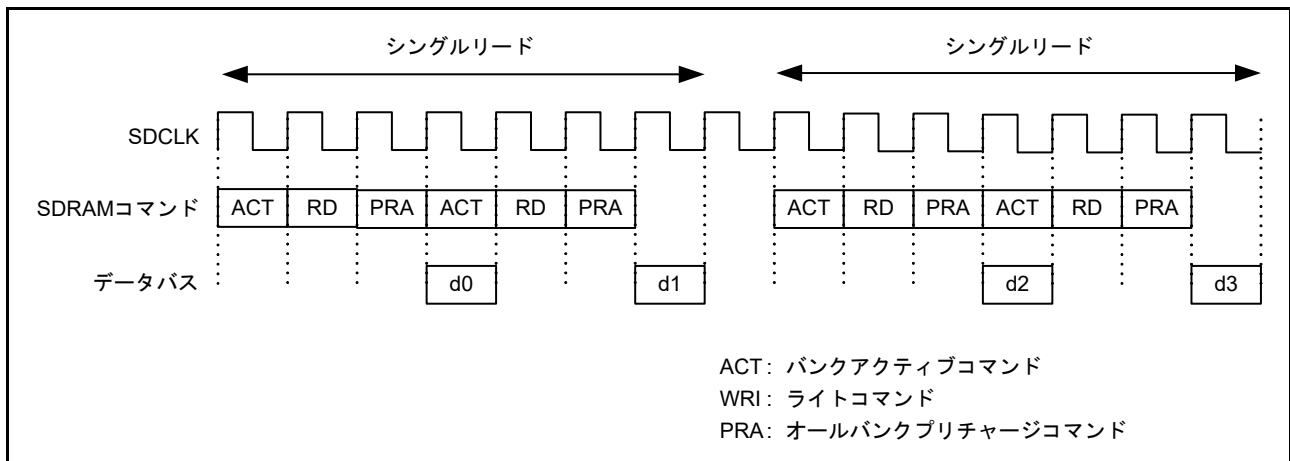 シングルリード シングルリード
SDCLK
SDRAMコマンド ACT RD PRA ACT RD PRA ACT RD PRA ACT RD PRA
データバス d0 d1 d2 d3
ACT: バンクアクティブコマンド
WRI: ライトコマンド
PRA: オールバンクプリチャージコマンド